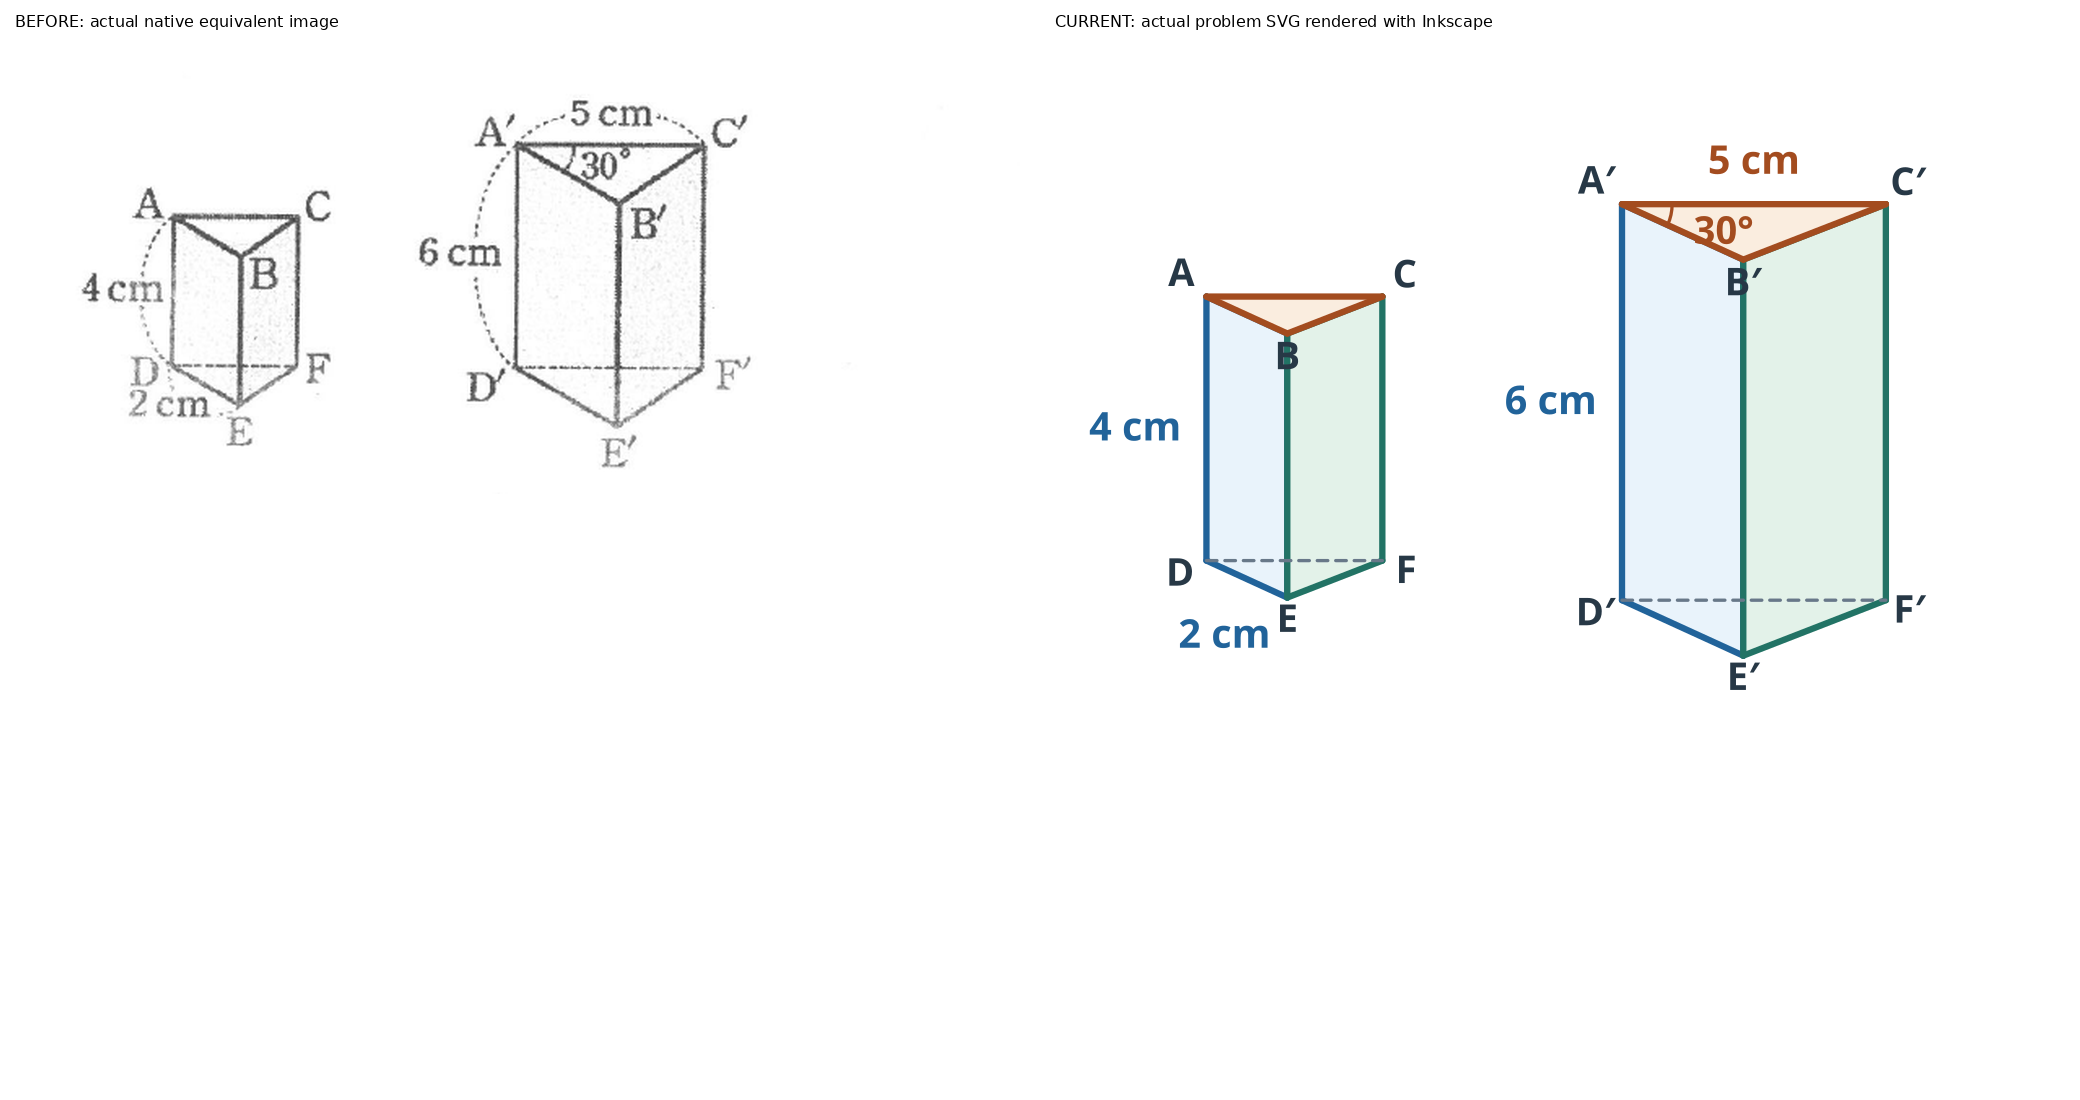 BEFORE: actual native equivalent image
A′
5 cm
C′
30°
A
C
B′
B
6 cm
4 cm
D
F
D′
F′
2 cm
E
E′
CURRENT: actual problem SVG rendered with Inkscape
5 cm
A′
C′
30°
A
C
B′
B
6 cm
4 cm
D
F
D′
F′
2 cm
E
E′